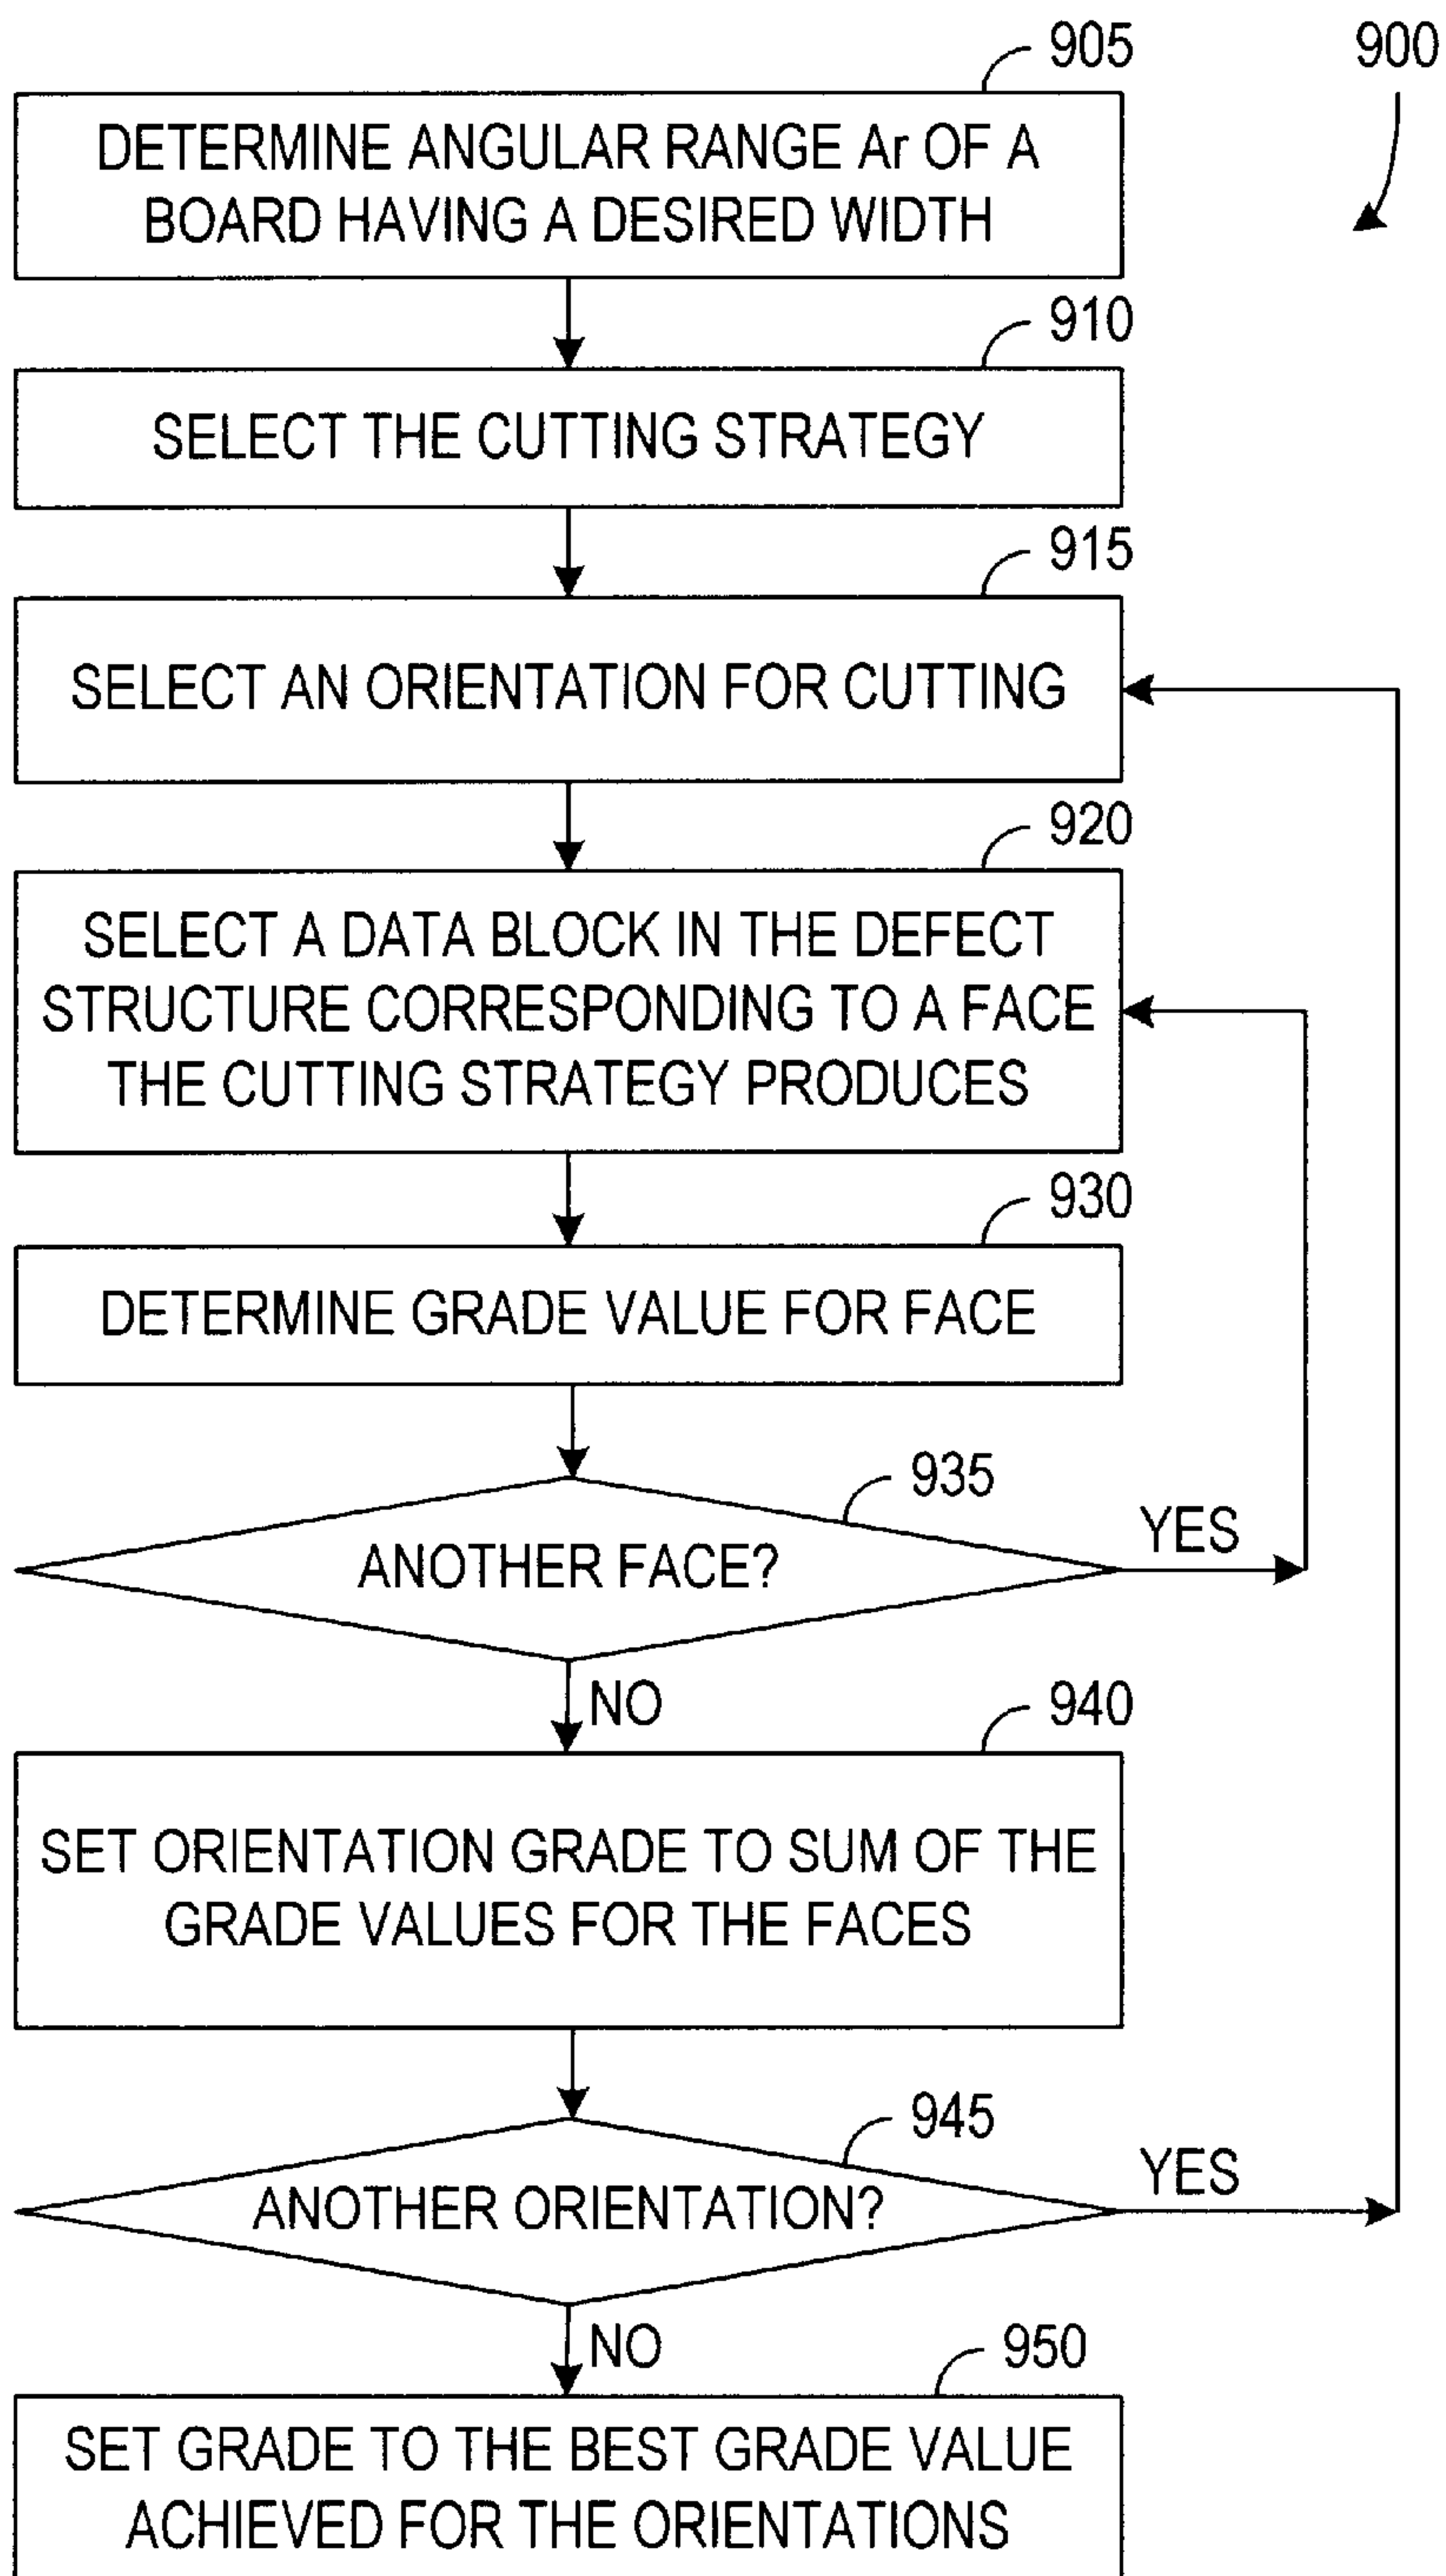 905
900
DETERMINE ANGULAR RANGE Ar OF A
BOARD HAVING A DESIRED WIDTH
910
SELECT THE CUTTING STRATEGY
915
SELECT AN ORIENTATION FOR CUTTING
920
SELECT A DATA BLOCK IN THE DEFECT
STRUCTURE CORRESPONDING TO A FACE
THE CUTTING STRATEGY PRODUCES
930
DETERMINE GRADE VALUE FOR FACE
935
YES
ANOTHER FACE?
NO
940
SET ORIENTATION GRADE TO SUM OF THE
GRADE VALUES FOR THE FACES
945
YES
ANOTHER ORIENTATION?
NO
950
SET GRADE TO THE BEST GRADE VALUE
ACHIEVED FOR THE ORIENTATIONS